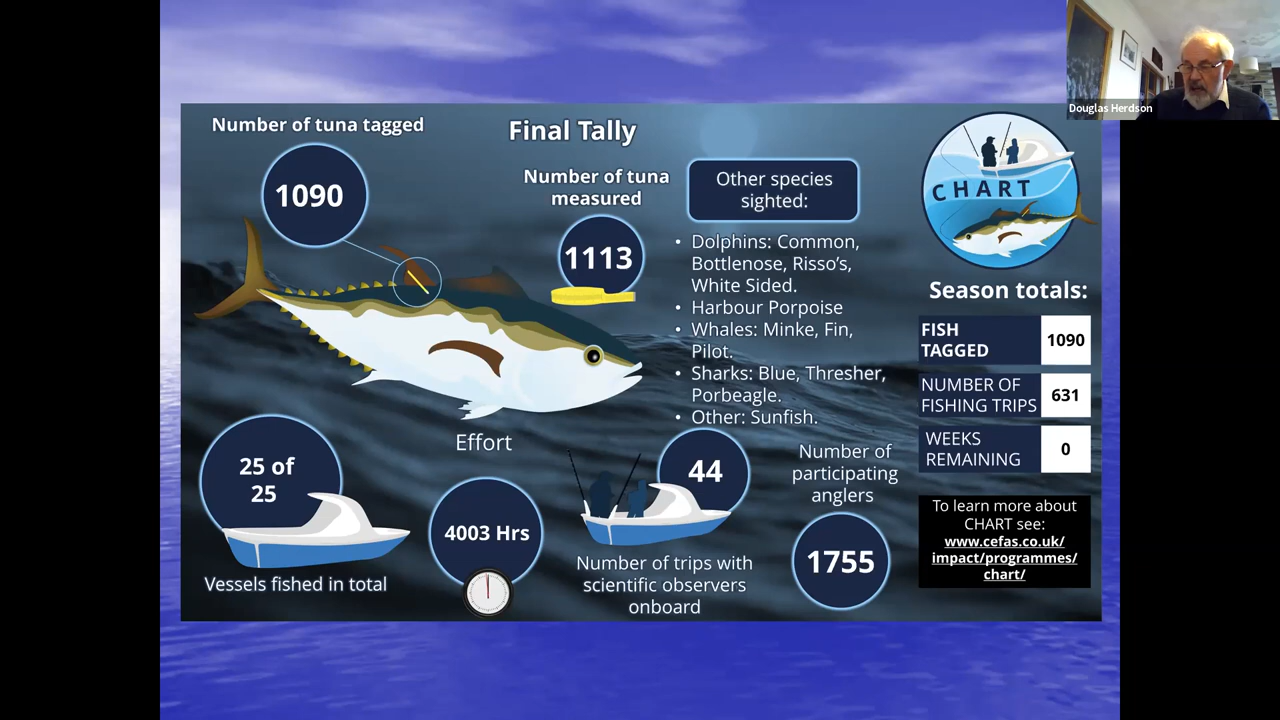 Douglas Herdson
Number of tuna tagged
1090
Final Tally
Number of tuna
measured
1113
Other species
sighted:
• Dolphins: Common,
Bottlenose, Risso's,
White Sided.
• Harbour Porpoise
• Whales: Minke, Fin,
Pilot.
• Sharks: Blue, Thresher,
Porbeagle.
• Other: Sunfish.
CHART
Season totals:
FISH
TAGGED
1090
NUMBER OF
FISHING TRIPS
631
WEEKS
REMAINING
0
To learn more about
CHART see:
www.cefas.co.uk/
impact/programmes/
chart/
25 of
25
Vessels fished in total
Effort
4003 Hrs
44
Number of trips with
scientific observers
onboard
Number of
participating
anglers
1755